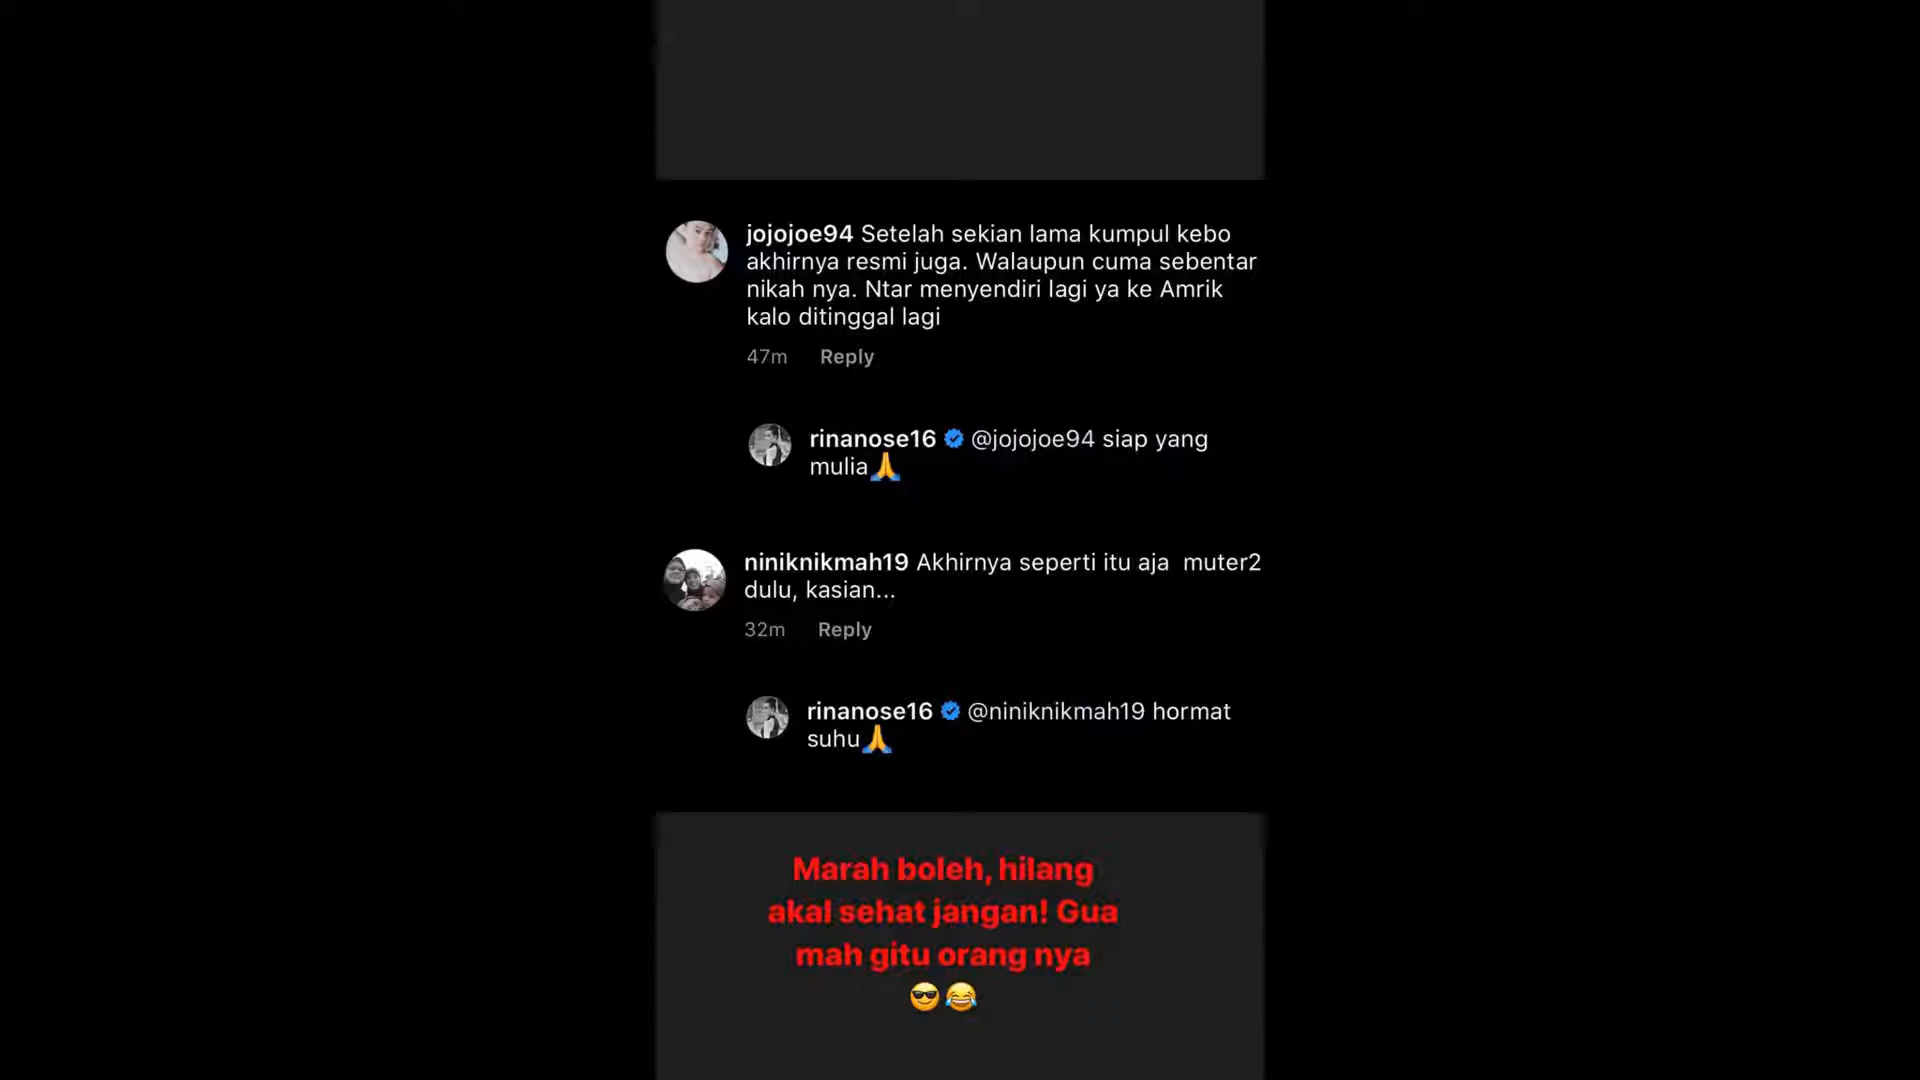 jojojoe94 Setelah sekian lama kumpul kebo
akhirnya resmi juga. Walaupun cuma sebentar
nikah nya. Ntar menyendiri lagi ya ke Amrik
kalo ditinggal lagi
47m Reply
rinanose16 @jojojoe94 siap yang
mulia🙏
niniknikmah19 Akhirnya seperti itu aja  muter2
dulu, kasian...
32m Reply
rinanose16 @niniknikmah19 hormat
suhu🙏
Marah boleh, hilang
akal sehat jangan! Gua
mah gitu orang nya
😎😂